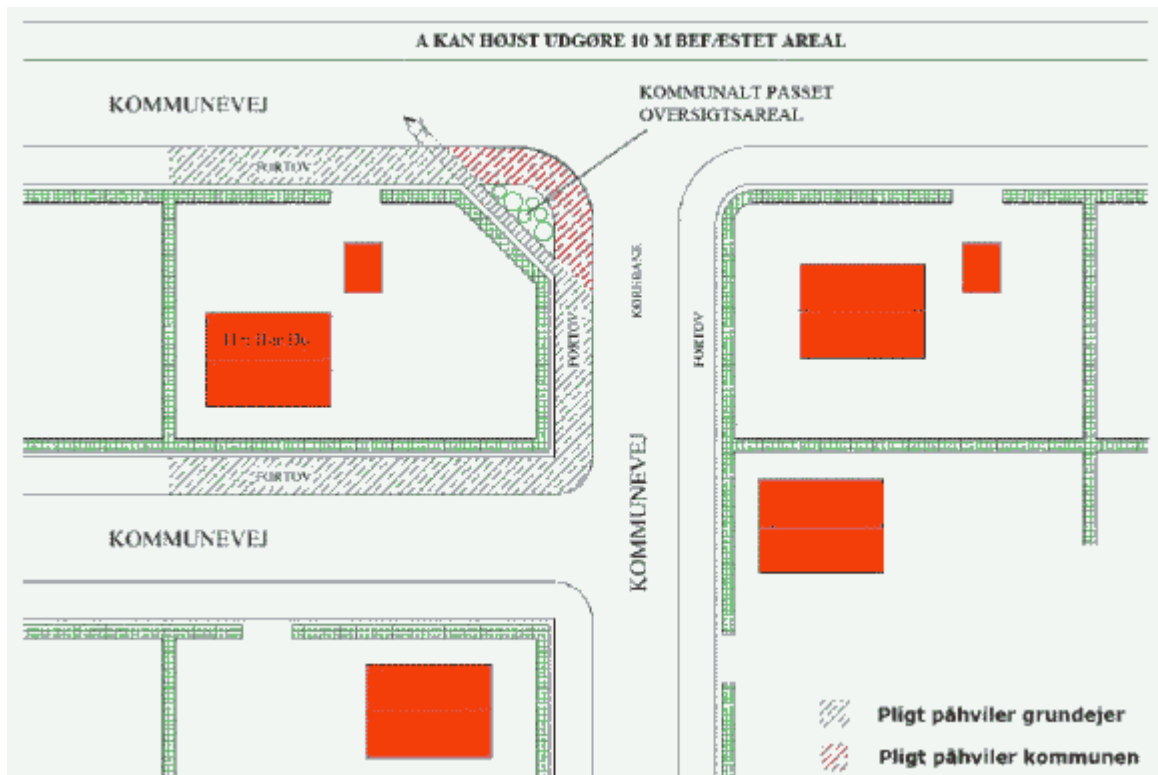 A KAN HØJST UDGØRE 10 M BEFÆSTET AREAL
KOMMUNEVEJ
KOMMUNALT PASSET
OVERSIGTSAREAL
FORTOV
KØREBANE
FORTOV
FORTOV
KOMMUNEVEJ
FORTOV
KOMMUNEVEJ
Pligt påhviler grundejer
Pligt påhviler kommunen